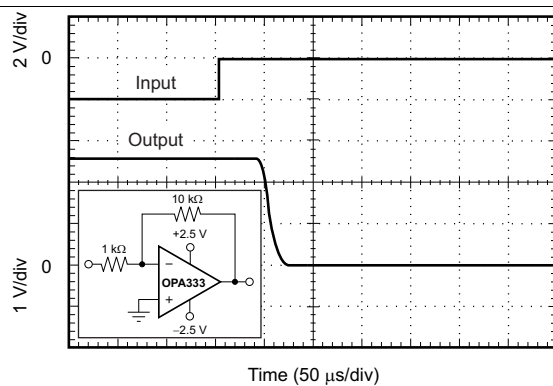 2 V/div
0
Input
Output
10 kΩ
+2.5 V
1 kΩ
−
OPA333
+
−2.5 V
0
1 V/div
Time (50 μs/div)